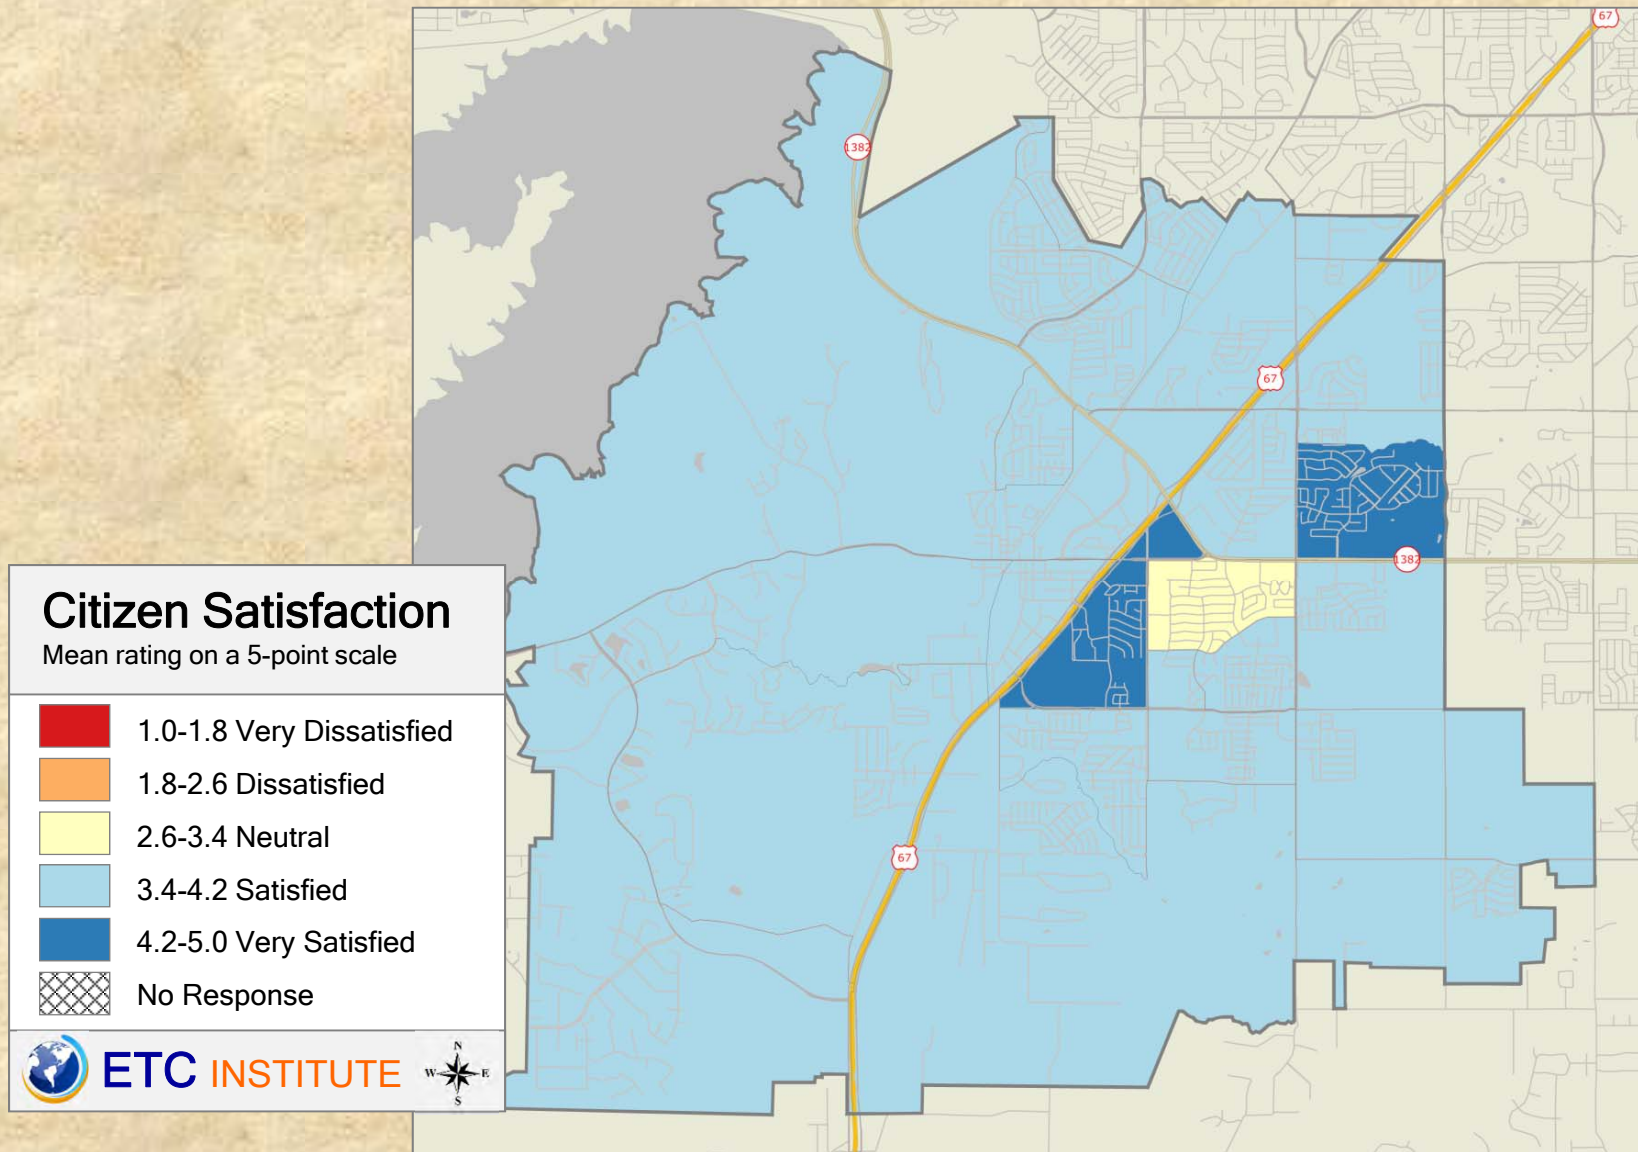 67
1382
67
1382
67
Citizen Satisfaction
Mean rating on a 5-point scale
1.0-1.8 Very Dissatisfied
1.8-2.6 Dissatisfied
2.6-3.4 Neutral
3.4-4.2 Satisfied
4.2-5.0 Very Satisfied
No Response
ETC INSTITUTE
N
W E
S